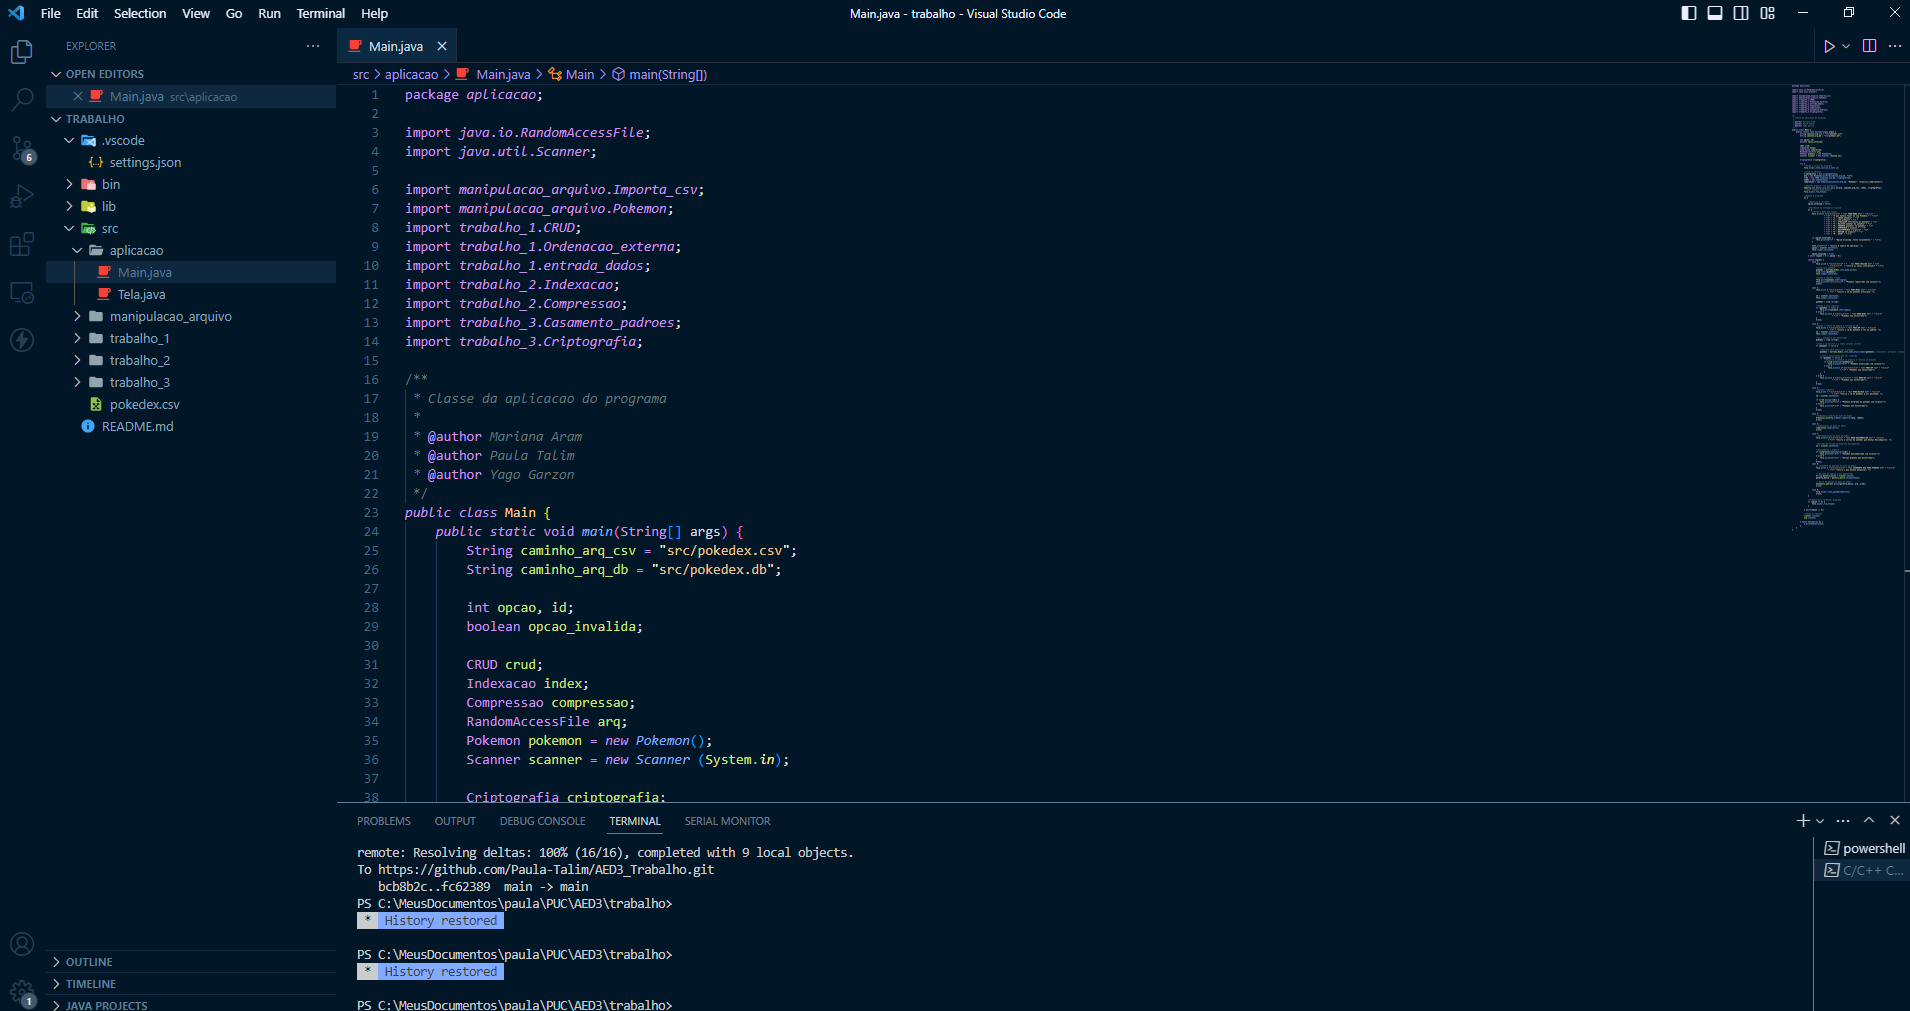 File Edit Selection View Go Run Terminal Help
Main.java - trabalho - Visual Studio Code
EXPLORER
OPEN EDITORS
Main.java src\aplicacao
TRABALHO
.vscode
{..} settings.json
bin
lib
src
aplicacao
Main.java
Tela.java
manipulacao_arquivo
trabalho_1
trabalho_2
trabalho_3
pokedex.csv
README.md
OUTLINE
TIMELINE
JAVA PROJECTS
6
1
Main.java
src > aplicacao > Main.java > Main > main(String[])
1 package aplicacao;
2
3 import java.io.RandomAccessFile;
4 import java.util.Scanner;
5
6 import manipulacao_arquivo.Importa_csv;
7 import manipulacao_arquivo.Pokemon;
8 import trabalho_1.CRUD;
9 import trabalho_1.Ordenacao_externa;
10 import trabalho_1.entrada_dados;
11 import trabalho_2.Indexacao;
12 import trabalho_2.Compressao;
13 import trabalho_3.Casamento_padroes;
14 import trabalho_3.Criptografia;
15
16 /**
17 * Classe da aplicacao do programa
18 *
19 * @author Mariana Aram
20 * @author Paula Talim
21 * @author Yago Garzon
22 */
23 public class Main {
24 public static void main(String[] args) {
25 String caminho_arq_csv = "src/pokedex.csv";
26 String caminho_arq_db = "src/pokedex.db";
27
28 int opcao, id;
29 boolean opcao_invalida;
30
31 CRUD crud;
32 Indexacao index;
33 Compressao compressao;
34 RandomAccessFile arq;
35 Pokemon pokemon = new Pokemon();
36 Scanner scanner = new Scanner (System.in);
37
38 Criptografia criptografia;
PROBLEMS OUTPUT DEBUG CONSOLE TERMINAL SERIAL MONITOR
remote: Resolving deltas: 100% (16/16), completed with 9 local objects.
To https://github.com/Paula-Talim/AED3_Trabalho.git
bcb8b2c..fc62389 main -> main
PS C:\MeusDocumentos\paula\PUC\AED3\trabalho>
* History restored
PS C:\MeusDocumentos\paula\PUC\AED3\trabalho>
* History restored
PS C:\MeusDocumentos\paula\PUC\AED3\trabalho>
powershell
C/C++ C...